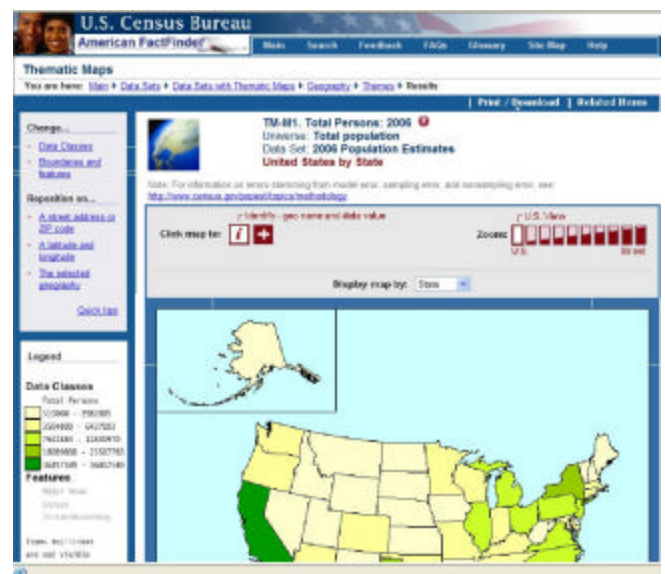 U.S. Census Bureau
American FactFinder
Main Search Feedback FAQs Glossary Site Map Help
Thematic Maps
You are here: Main Data Sets Data Sets with Thematic Maps Geography Themes Results
| Print / Download | Related Items
Change...
Data Classes
Boundaries and
features
Reposition on...
A street address or
ZIP code
A latitude and
longitude
The selected
geography
Quick tips
TM-M1. Total Persons: 2006
Universe: Total population
Data Set: 2006 Population Estimates
United States by State
Note: For information on errors stemming from model error, sampling error, and nonsampling error, see:
http://www.census.gov/popest/topics/methodology
Identify - geo name and data value
Click map to: i +
U.S. View
Zoom:
U.S. Street
Display map by: State
Legend
Data Classes
Total Persons
Features
are not visible